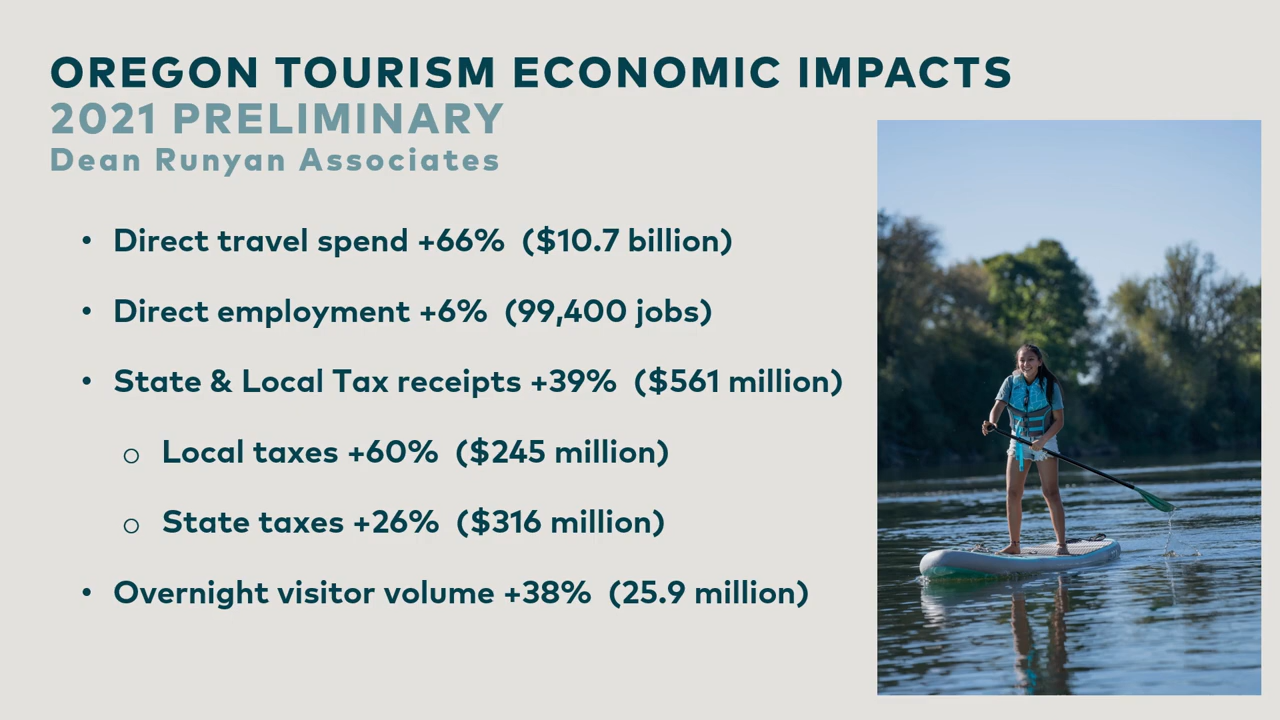 OREGON TOURISM ECONOMIC IMPACTS
2021 PRELIMINARY
Dean Runyan Associates
• Direct travel spend +66% ($10.7 billion)
• Direct employment +6% (99,400 jobs)
• State & Local Tax receipts +39% ($561 million)
o Local taxes +60% ($245 million)
o State taxes +26% ($316 million)
• Overnight visitor volume +38% (25.9 million)